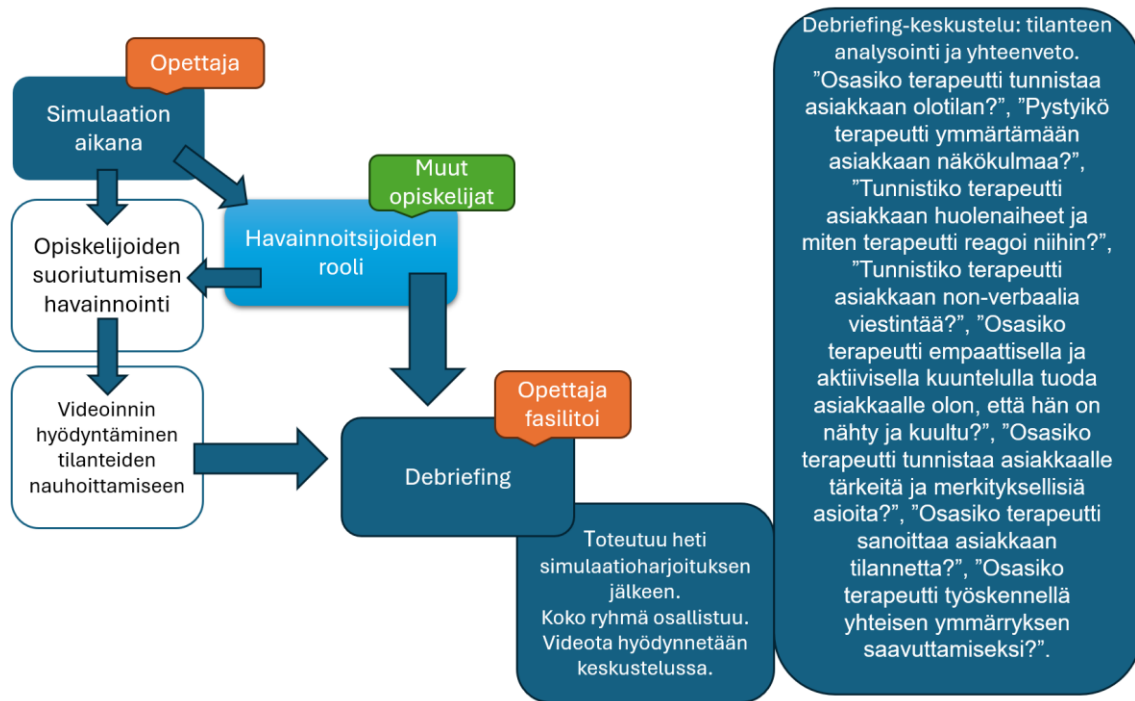 Opettaja
Simulaation
aikana
Muut
opiskelijat
Havainnoitsijoiden
rooli
Opiskelijoiden
suoriutumisen
havainnointi
Videoinnin
hyödyntäminen
tilanteiden
nauhoittamiseen
Opettaja
fasilitoi
Debriefing
Toteutuu heti
simulaatioharjoituksen
jälkeen.
Koko ryhmä osallistuu.
Videota hyödynnetään
keskustelussa.
Debriefing-keskustelu: tilanteen
analysointi ja yhteenveto.
”Osasiko terapeutti tunnistaa
asiakkaan olotilan?”, ”Pystyikö
terapeutti ymmärtämään
asiakkaan näkökulmaa?”,
”Tunnistiko terapeutti
asiakkaan huolenaiheet ja
miten terapeutti reagoi niihin?”,
”Tunnistiko terapeutti
asiakkaan non-verbaalia
viestintää?”, ”Osasiko
terapeutti empaattisella ja
aktiivisella kuuntelulla tuoda
asiakkaalle olon, että hän on
nähty ja kuultu?”, ”Osasiko
terapeutti tunnistaa asiakkaalle
tärkeitä ja merkityksellisiä
asioita?”, ”Osasiko terapeutti
sanoittaa asiakkaan
tilannetta?”, ”Osasiko
terapeutti työskennellä
yhteisen ymmärryksen
saavuttamiseksi?”.